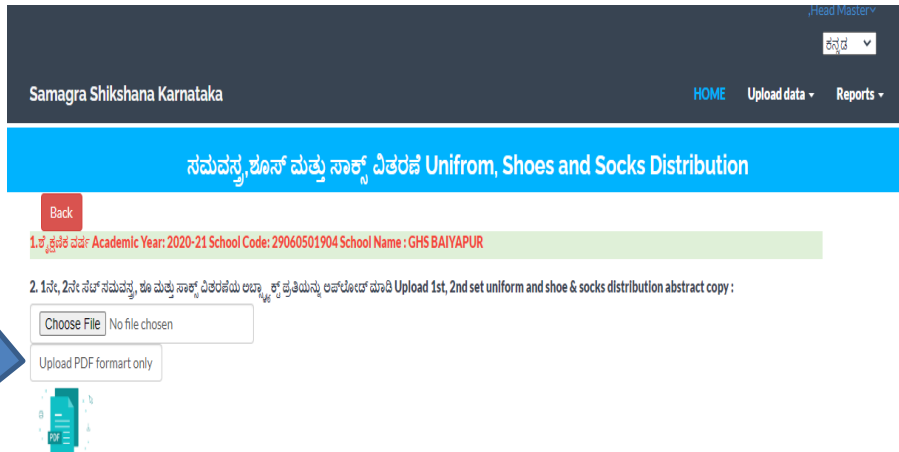 ,Head Master
ಕನ್ನಡ
Samagra Shikshana Karnataka
HOME Upload data Reports
ಸಮವಸ್ತ್ರ,ಶೂಸ್ ಮತ್ತು ಸಾಕ್ಸ್ ವಿತರಣೆ Unifrom, Shoes and Socks Distribution
Back
1.ಶೈಕ್ಷಣಿಕ ವರ್ಷ Academic Year: 2020-21 School Code: 29060501904 School Name : GHS BAIYAPUR
2. 1ನೇ, 2ನೇ ಸೆಟ್ ಸಮವಸ್ತ್ರ, ಶೂ ಮತ್ತು ಸಾಕ್ಸ್ ವಿತರಣೆಯ ಅಬ್ಸ್ಟ್ರ್ಯಾಕ್ಟ್ ಪ್ರತಿಯನ್ನು ಅಪ್‌ಲೋಡ್ ಮಾಡಿ Upload 1st, 2nd set uniform and shoe & socks distribution abstract copy :
Choose File No file chosen
Upload PDF formart only
PDF